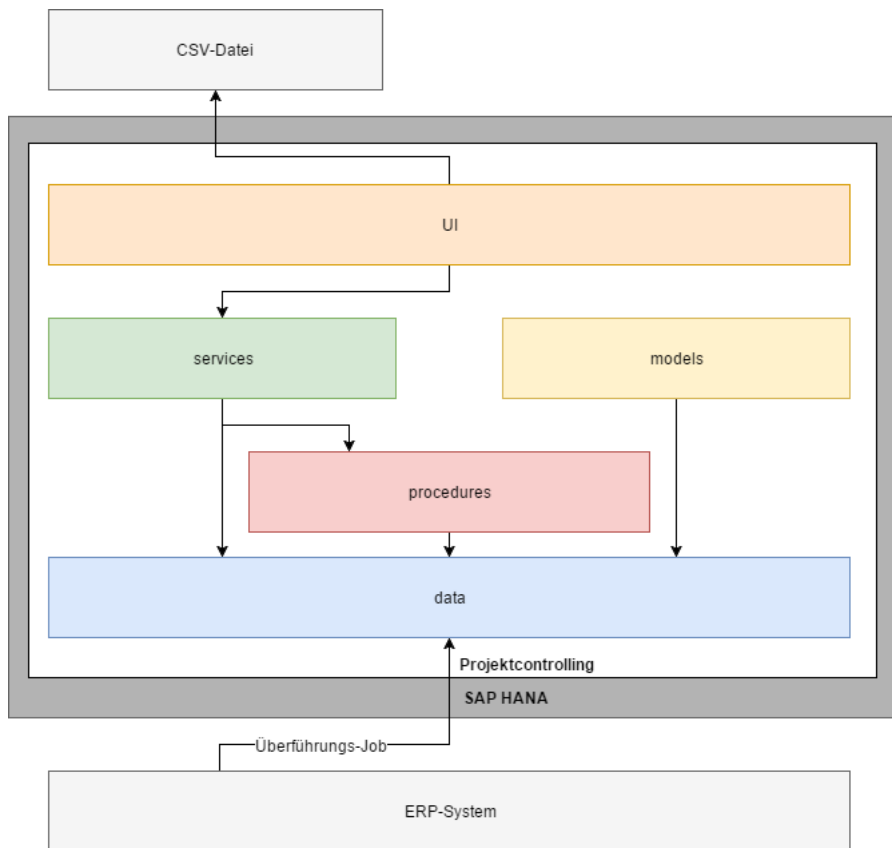 CSV-Datei
UI
services
models
procedures
data
Projektcontrolling
SAP HANA
Überführungs-Job
ERP-System